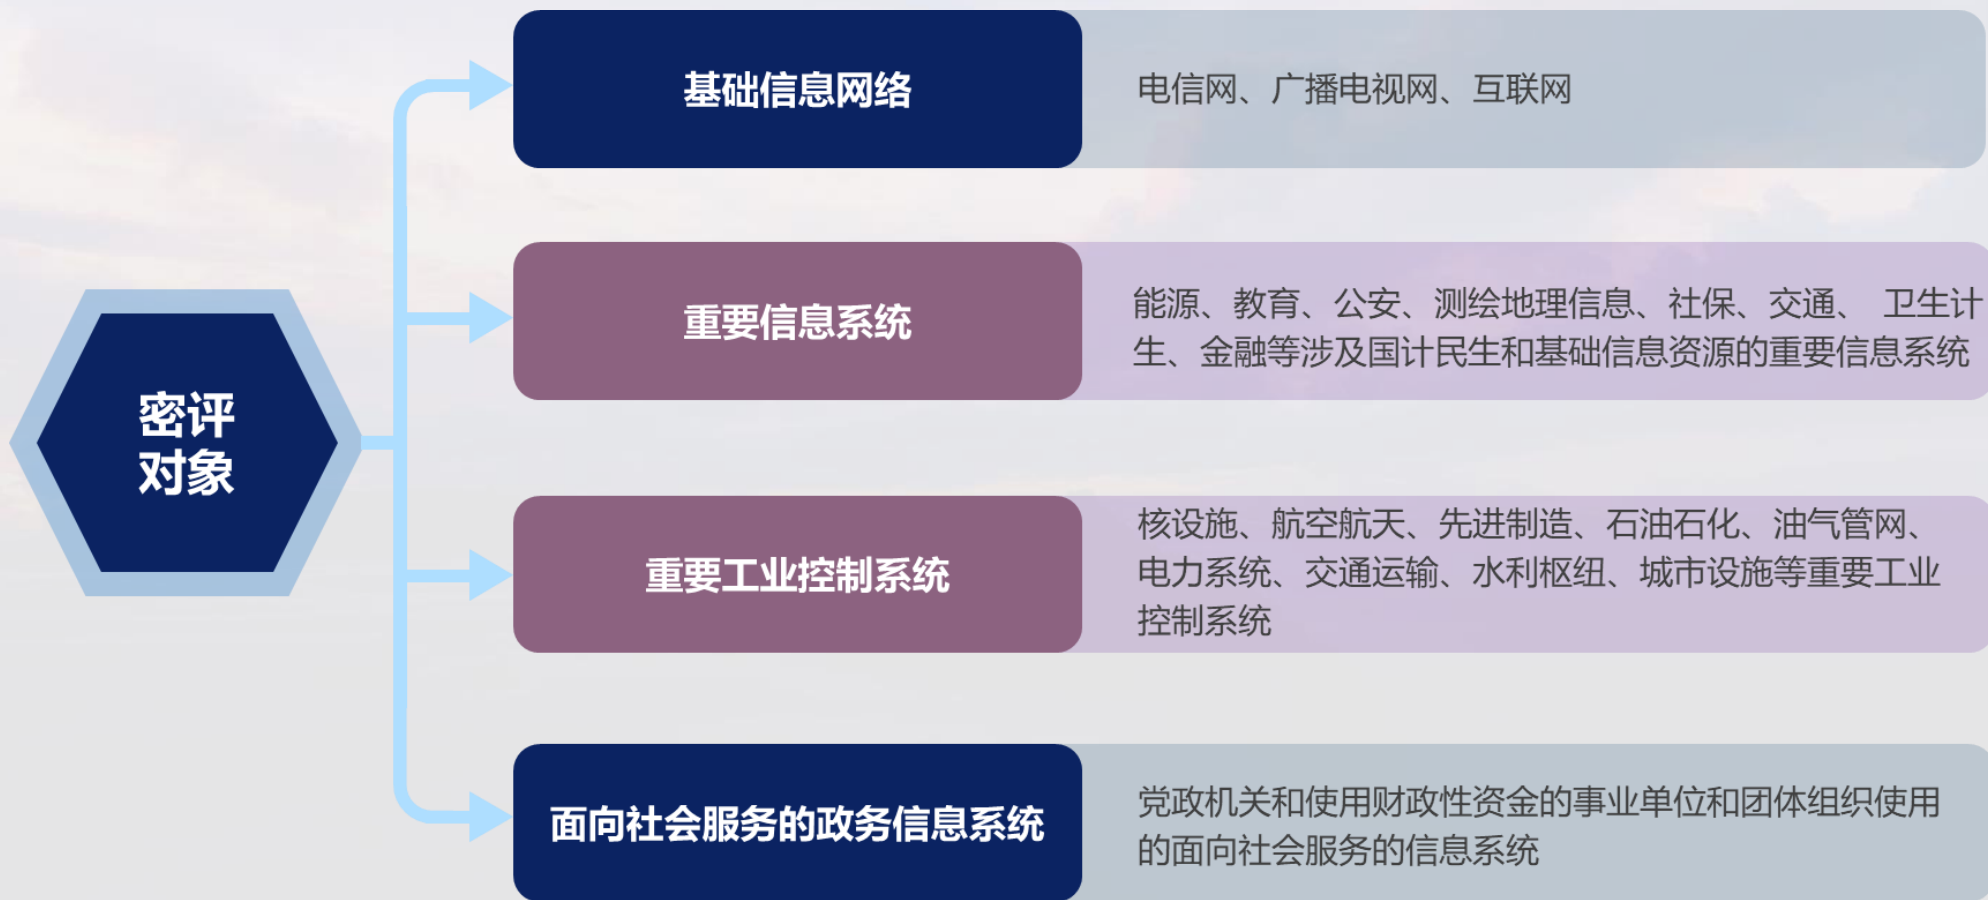 密评
对象
基础信息网络
电信网、广播电视网、互联网
重要信息系统
能源、教育、公安、测绘地理信息、社保、交通、 卫生计
生、金融等涉及国计民生和基础信息资源的重要信息系统
重要工业控制系统
核设施、航空航天、先进制造、石油石化、油气管网、
电力系统、交通运输、水利枢纽、城市设施等重要工业
控制系统
面向社会服务的政务信息系统
党政机关和使用财政性资金的事业单位和团体组织使用
的面向社会服务的信息系统